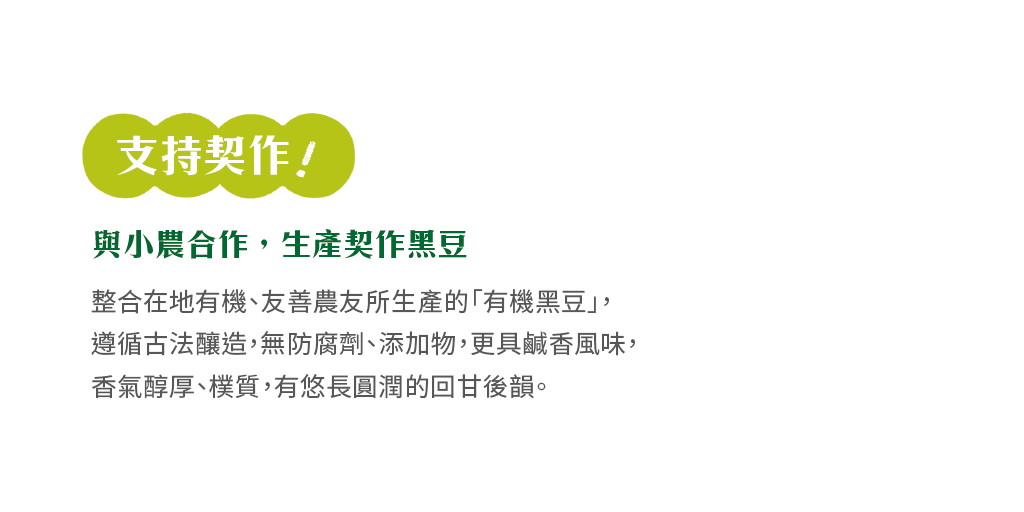 支持契作!
與小農合作，生產契作黑豆
整合在地有機、友善農友所生產的「有機黑豆」，
遵循古法釀造，無防腐劑、添加物，更具鹹香風味，
香氣醇厚、樸質，有悠長圓潤的回甘後韻。